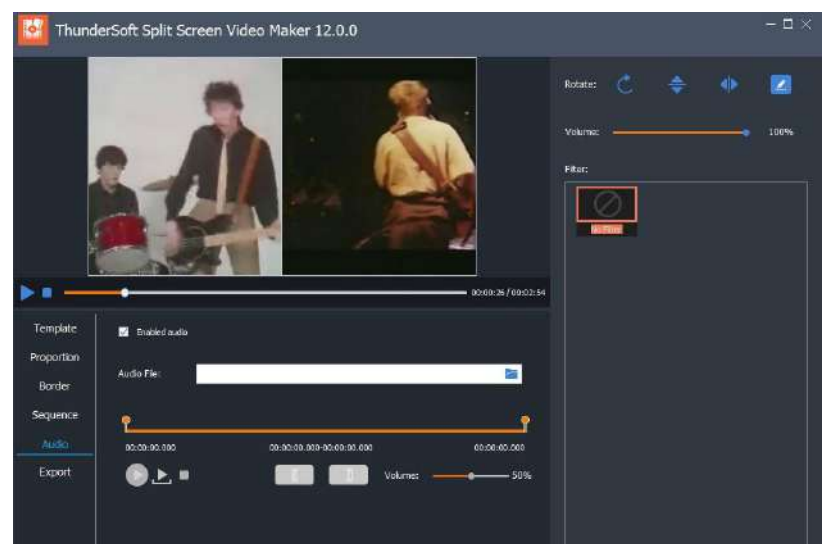 ThunderSoft Split Screen Video Maker 12.0.0
Rotate:
Volume: 100%
Filter:
No Filter
00:00:26 / 00:02:54
Template
Proportion
Border
Sequence
Audio
Export
Enabled audio
Audio File:
00:00:00.000 00:00:00.000-00:00:00.000 00:00:00.000
Volume: 50%